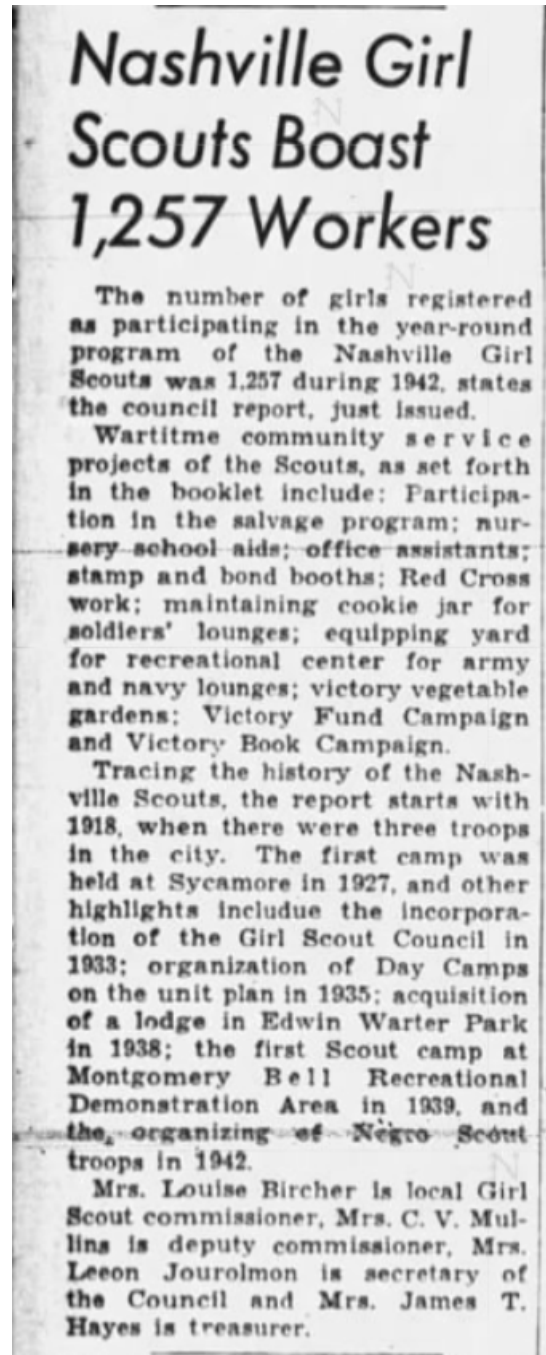 Nashville Girl
Scouts Boast
1,257 Workers
The number of girls registered
as participating in the year-round
program of the Nashville Girl
Scouts was 1,257 during 1942, states
the council report, just issued.
Wartitme community service
projects of the Scouts, as set forth
in the booklet include: Participa-
tion in the salvage program; nur-
sery school aids; office assistants;
stamp and bond booths; Red Cross
work; maintaining cookie jar for
soldiers' lounges; equipping yard
for recreational center for army
and navy lounges; victory vegetable
gardens; Victory Fund Campaign
and Victory Book Campaign.
Tracing the history of the Nash-
ville Scouts, the report starts with
1918, when there were three troops
in the city. The first camp was
held at Sycamore in 1927, and other
highlights includue the incorpora-
tion of the Girl Scout Council in
1933; organization of Day Camps
on the unit plan in 1935; acquisition
of a lodge in Edwin Warter Park
in 1938; the first Scout camp at
Montgomery Bell Recreational
Demonstration Area in 1939, and
the, organizing of Negro Scout
troops in 1942.
Mrs. Louise Bircher is local Girl
Scout commissioner, Mrs. C. V. Mul-
lins is deputy commissioner, Mrs.
Leeon Jourolmon is secretary of
the Council and Mrs. James T.
Hayes is treasurer.